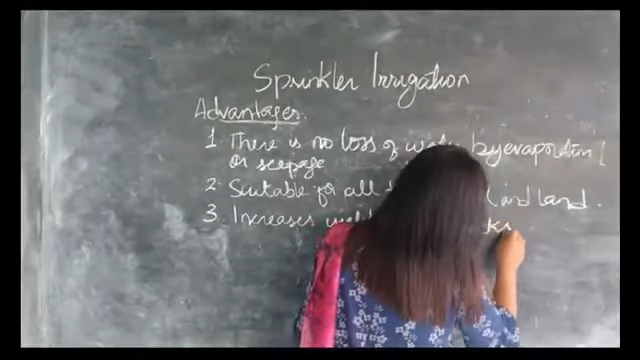 Sprinkler Irrigation
Advantages
1. There is no loss of water by evaporation
or seepage
2. Suitable for all and land.
3. Increases